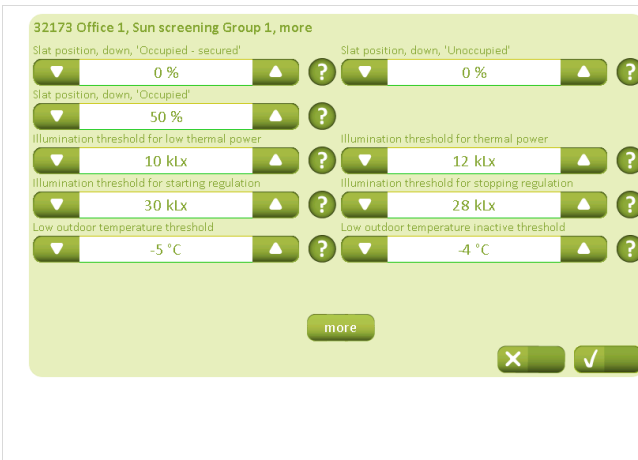 32173 Office 1, Sun screening Group 1, more
Slat position, down, 'Occupied - secured' Slat position, down, 'Unoccupied'
0 % ? 0 % ?
Slat position, down, 'Occupied'
50 % ?
Illumination threshold for low thermal power Illumination threshold for thermal power
10 kLx ? 12 kLx ?
Illumination threshold for starting regulation Illumination threshold for stopping regulation
30 kLx ? 28 kLx ?
Low outdoor temperature threshold Low outdoor temperature inactive threshold
-5 °C ? -4 °C ?
more